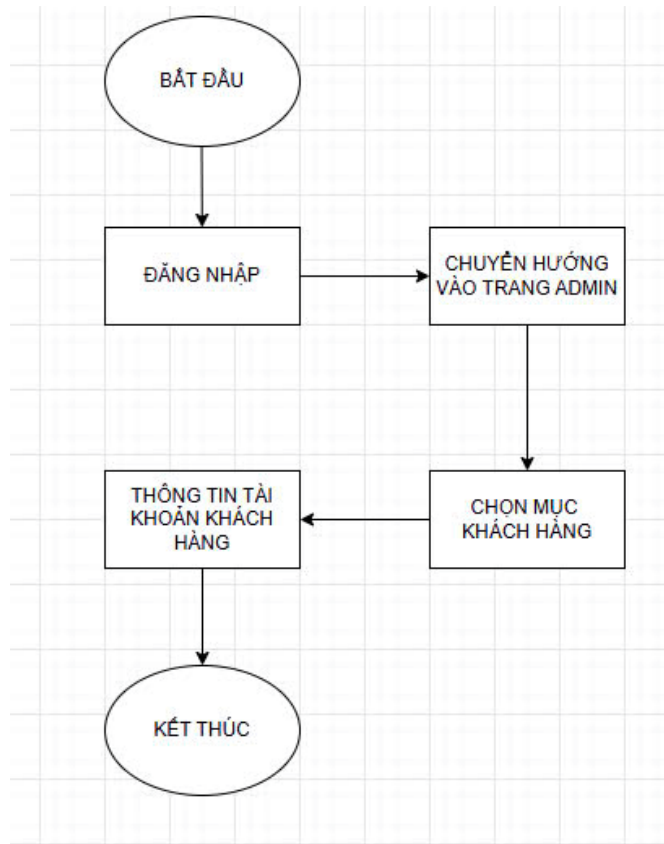 BẮT ĐẦU
ĐĂNG NHẬP
CHUYỂN HƯỚNG
VÀO TRANG ADMIN
CHỌN MỤC
KHÁCH HÀNG
THÔNG TIN TÀI
KHOẢN KHÁCH
HÀNG
KẾT THÚC